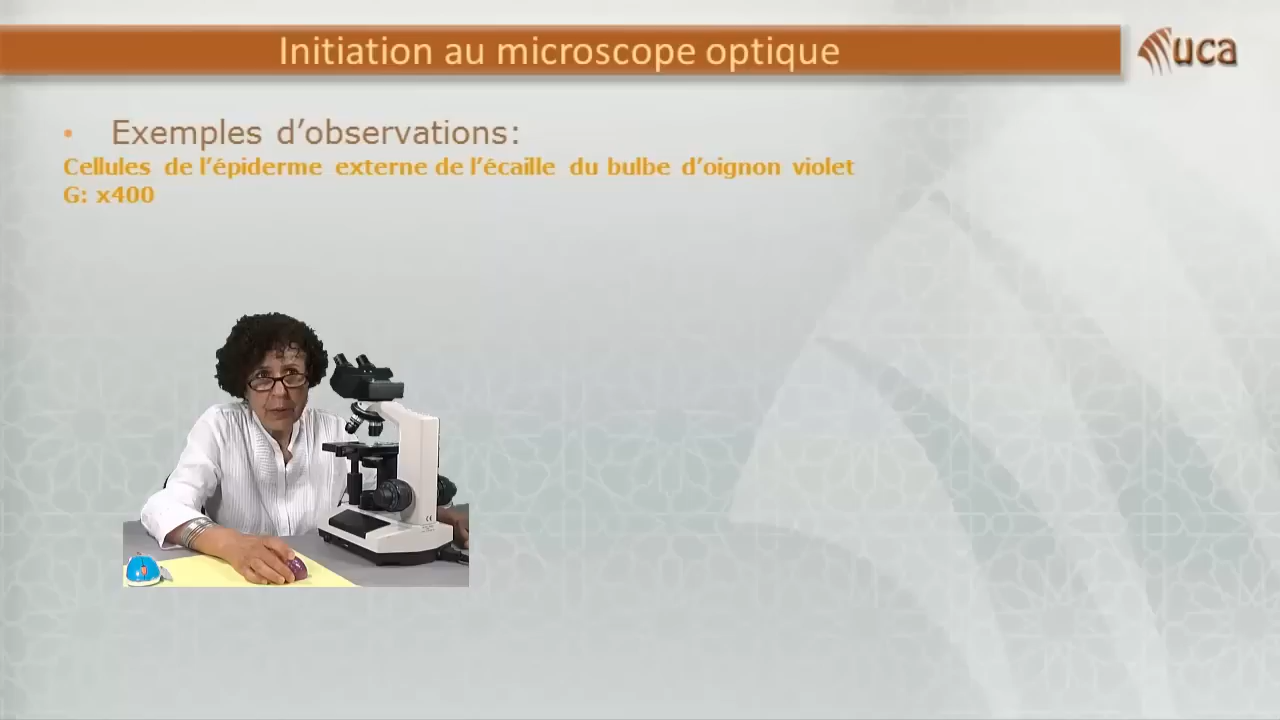 Initiation au microscope optique
uca
• Exemples d’observations:
Cellules de l’épiderme externe de l’écaille du bulbe d’oignon violet
G: x400